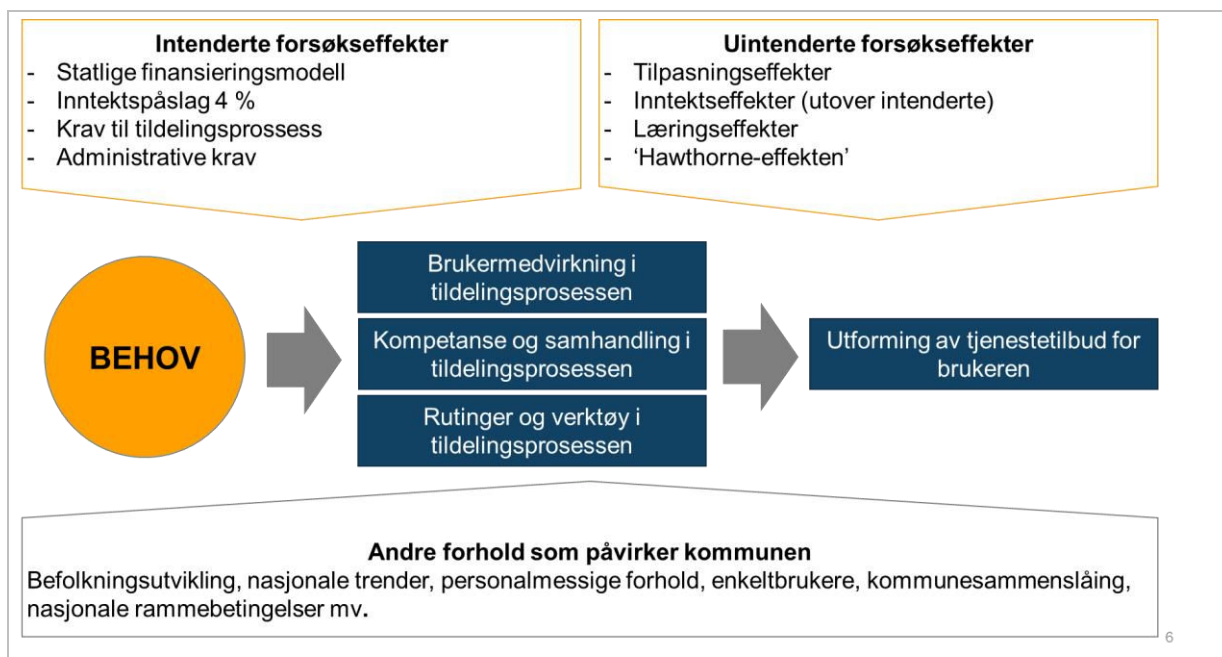 Intenderte forsøkseffekter
- Statlige finansieringsmodell
- Inntektspåslag 4 %
- Krav til tildelingsprossess
- Administrative krav
Uintenderte forsøkseffekter
- Tilpasningseffekter
- Inntektseffekter (utover intenderte)
- Læringseffekter
- ‘Hawthorne-effekten’
BEHOV
Brukermedvirkning i
tildelingsprosessen
Kompetanse og samhandling i
tildelingsprosessen
Rutinger og verktøy i
tildelingsprosessen
Utforming av tjenestetilbud for
brukeren
Andre forhold som påvirker kommunen
Befolkningsutvikling, nasjonale trender, personalmessige forhold, enkeltbrukere, kommunesammenslåing,
nasjonale rammebetingelser mv.
6